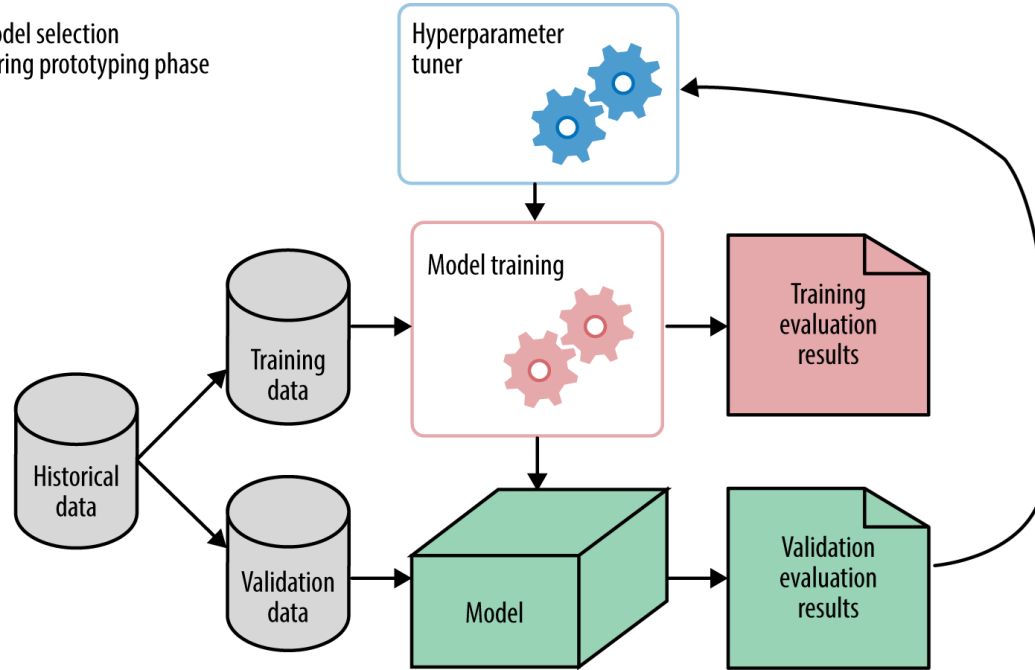 odel selection
ring prototyping phase
Hyperparameter
tuner
Model training
Training
evaluation
results
Training
data
Historical
data
Validation
data
Model
Validation
evaluation
results